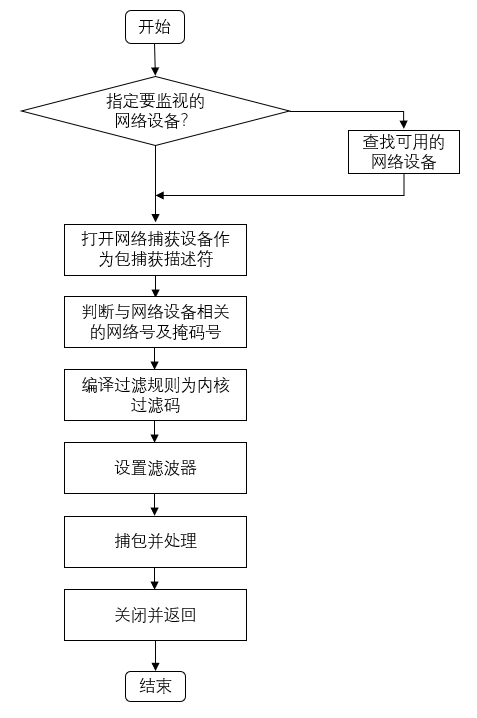 开始
指定要监视的
网络设备？
查找可用的
网络设备
打开网络捕获设备作
为包捕获描述符
判断与网络设备相关
的网络号及掩码号
编译过滤规则为内核
过滤码
设置滤波器
捕包并处理
关闭并返回
结束